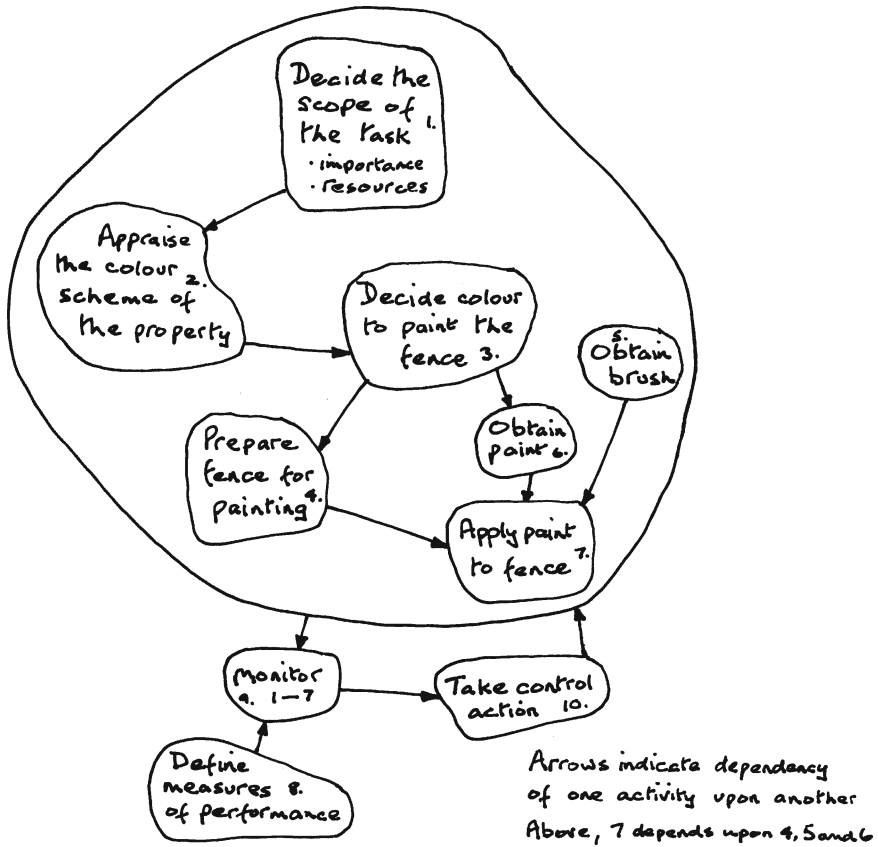 Decide the
scope of
the task 1.
· importance
· resources
Appraise
the colour 2.
scheme of
the property
Decide colour
to paint the
fence 3.
5.
Obtain
brush
Prepare
fence for
painting 4.
Obtain
paint 6.
Apply paint
to fence 7.
Monitor
9. 1—7
Take control
action 10.
Define
measures 8.
of performance
Arrows indicate dependency
of one activity upon another
Above, 7 depends upon 4, 5 and 6